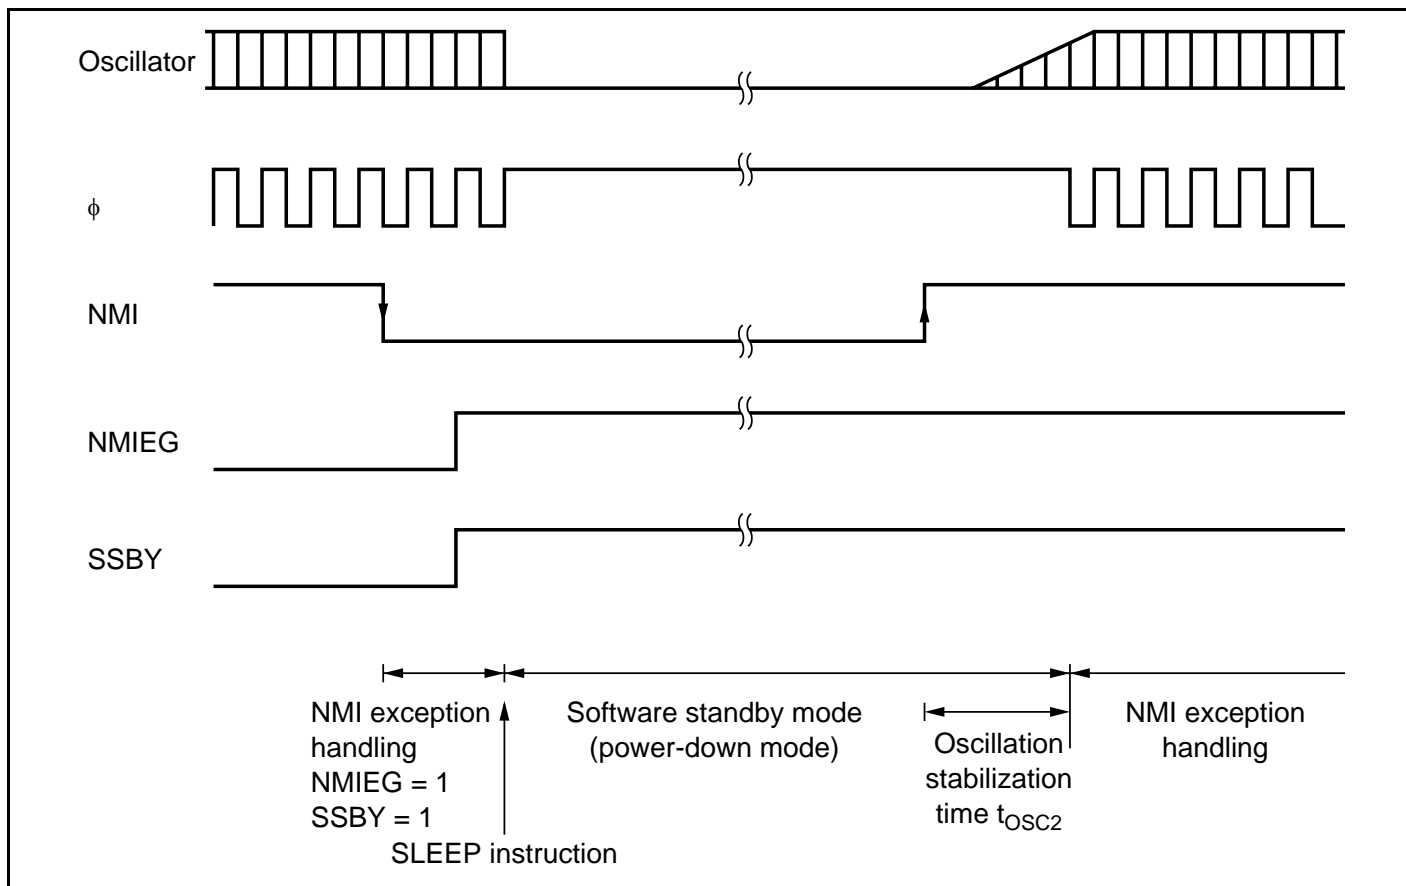 Oscillator
ϕ
NMI
NMIEG
SSBY
NMI exception
handling
NMIEG = 1
SSBY = 1
SLEEP instruction
Software standby mode
(power-down mode)
Oscillation
stabilization
time tOSC2
NMI exception
handling